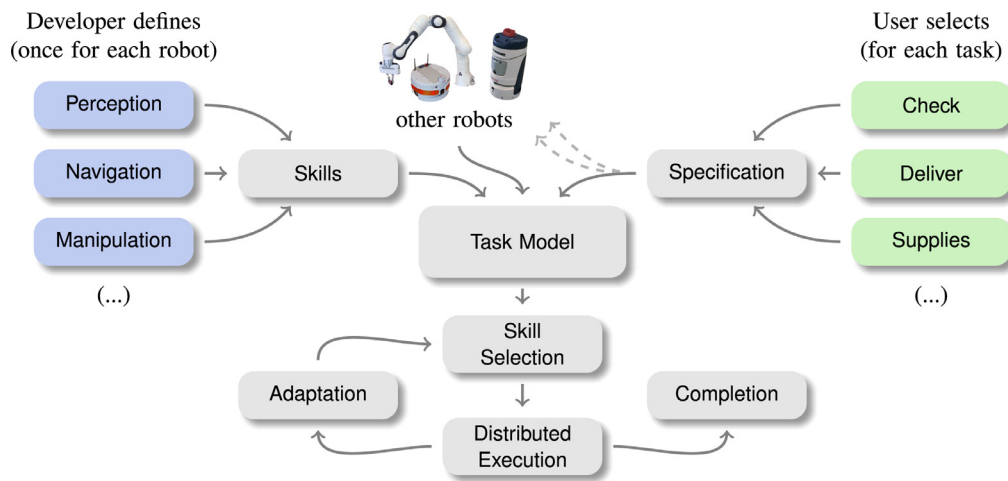 Developer defines
(once for each robot)
User selects
(for each task)
other robots
Perception
Navigation
Manipulation
(...)
Skills
Specification
Check
Deliver
Supplies
(...)
Task Model
Skill
Selection
Adaptation
Completion
Distributed
Execution